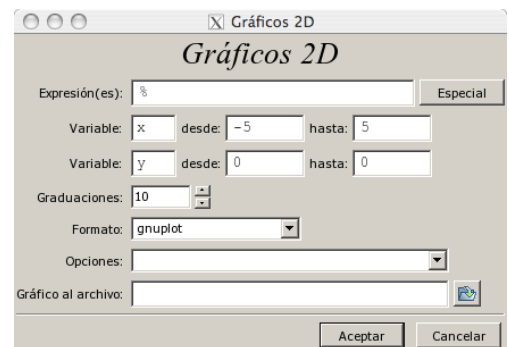 Gráficos 2D
Gráficos 2D
Expresión(es): % Especial
Variable: x desde: -5 hasta: 5
Variable: y desde: 0 hasta: 0
Graduaciones: 10
Formato: gnuplot
Opciones:
Gráfico al archivo:
Aceptar Cancelar